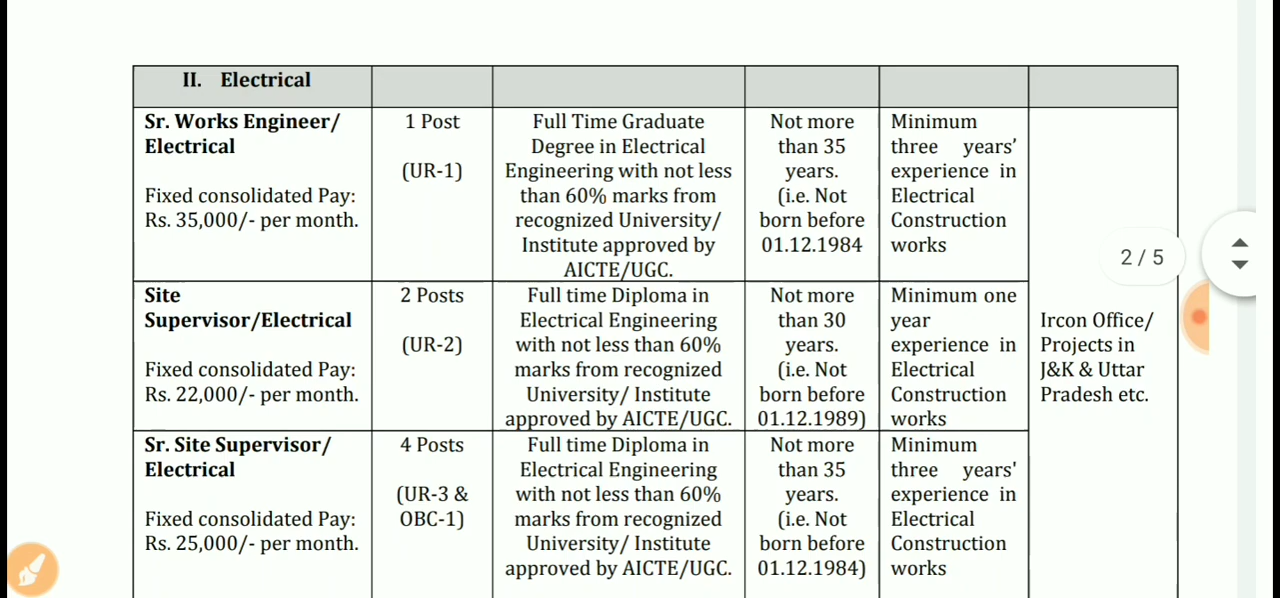 II. Electrical
Sr. Works Engineer/
Electrical
Fixed consolidated Pay:
Rs. 35,000/- per month.
1 Post
(UR-1)
Full Time Graduate
Degree in Electrical
Engineering with not less
than 60% marks from
recognized University/
Institute approved by
AICTE/UGC.
Not more
than 35
years.
(i.e. Not
born before
01.12.1984
Minimum
three years’
experience in
Electrical
Construction
works
Site
Supervisor/Electrical
Fixed consolidated Pay:
Rs. 22,000/- per month.
2 Posts
(UR-2)
Full time Diploma in
Electrical Engineering
with not less than 60%
marks from recognized
University/ Institute
approved by AICTE/UGC.
Not more
than 30
years.
(i.e. Not
born before
01.12.1989)
Minimum one
year
experience in
Electrical
Construction
works
Sr. Site Supervisor/
Electrical
Fixed consolidated Pay:
Rs. 25,000/- per month.
4 Posts
(UR-3 &
OBC-1)
Full time Diploma in
Electrical Engineering
with not less than 60%
marks from recognized
University/ Institute
approved by AICTE/UGC.
Not more
than 35
years.
(i.e. Not
born before
01.12.1984)
Minimum
three years'
experience in
Electrical
Construction
works
Ircon Office/
Projects in
J&K & Uttar
Pradesh etc.
2 / 5